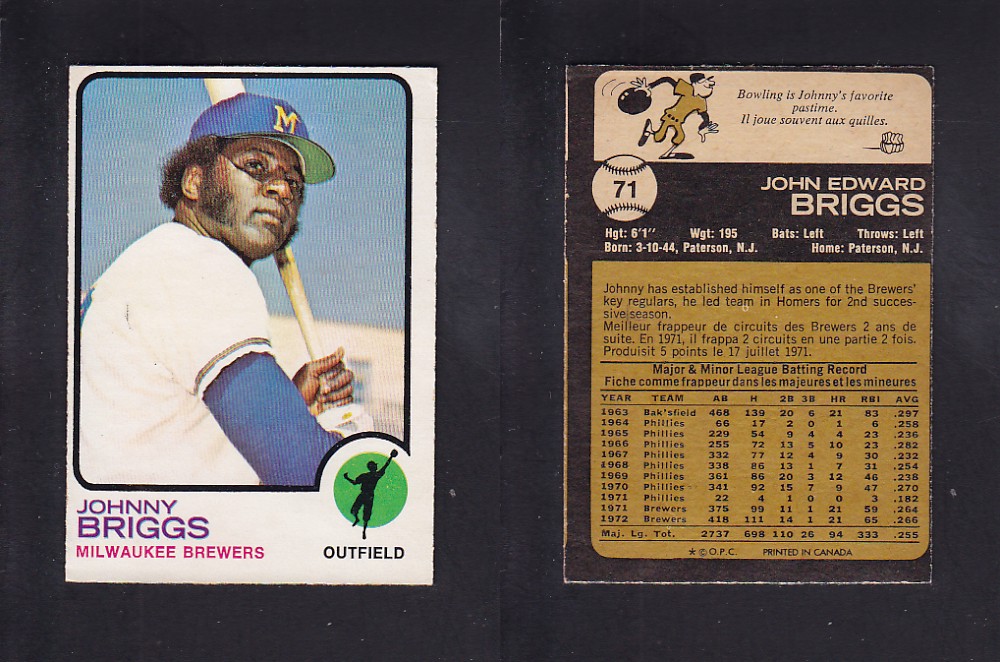 M
JOHNNY
BRIGGS
MILWAUKEE BREWERS
OUTFIELD
Bowling is Johnny's favorite
pastime.
Il joue souvent aux quilles.
71
JOHN EDWARD
BRIGGS
Hgt: 6'1" Wgt: 195 Bats: Left Throws: Left
Born: 3-10-44, Paterson, N.J. Home: Paterson, N.J.
Johnny has established himself as one of the Brewers'
key regulars, he led team in Homers for 2nd succes-
sive season.
Meilleur frappeur de circuits des Brewers 2 ans de
suite. En 1971, il frappa 2 circuits en une partie 2 fois.
Produisit 5 points le 17 juillet 1971.
Major & Minor League Batting Record
Fiche comme frappeur dans les majeures et les mineures
YEAR TEAM AB H 2B 3B HR RBI AVG
1963 Bak'sfield 468 139 20 6 21 83 .297
1964 Phillies 66 17 2 0 1 6 .258
1965 Phillies 229 54 9 4 4 23 .236
1966 Phillies 255 72 13 5 10 23 .282
1967 Phillies 332 77 12 4 9 30 .232
1968 Phillies 338 86 13 1 7 31 .254
1969 Phillies 361 86 20 3 12 46 .238
1970 Phillies 341 92 15 7 9 47 .270
1971 Phillies 22 4 1 0 0 3 .182
1971 Brewers 375 99 11 1 21 59 .264
1972 Brewers 418 111 14 1 21 65 .266
Maj. Lg. Tot. 2737 698 110 26 94 333 .255
* © O.P.C. PRINTED IN CANADA